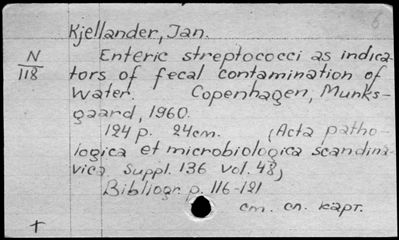 6
Kjellander, Jan.
N
118
Enteric streptococci as indica-
tors of fecal contamination of
water. Copenhagen, Munks-
gaard, 1960.
124 p. 24cm. (Acta patho-
logica et microbiologica scandina-
vica Suppl. 136 Vol. 48)
Bibliogr. p. 116-121
см. сл. карт.
+